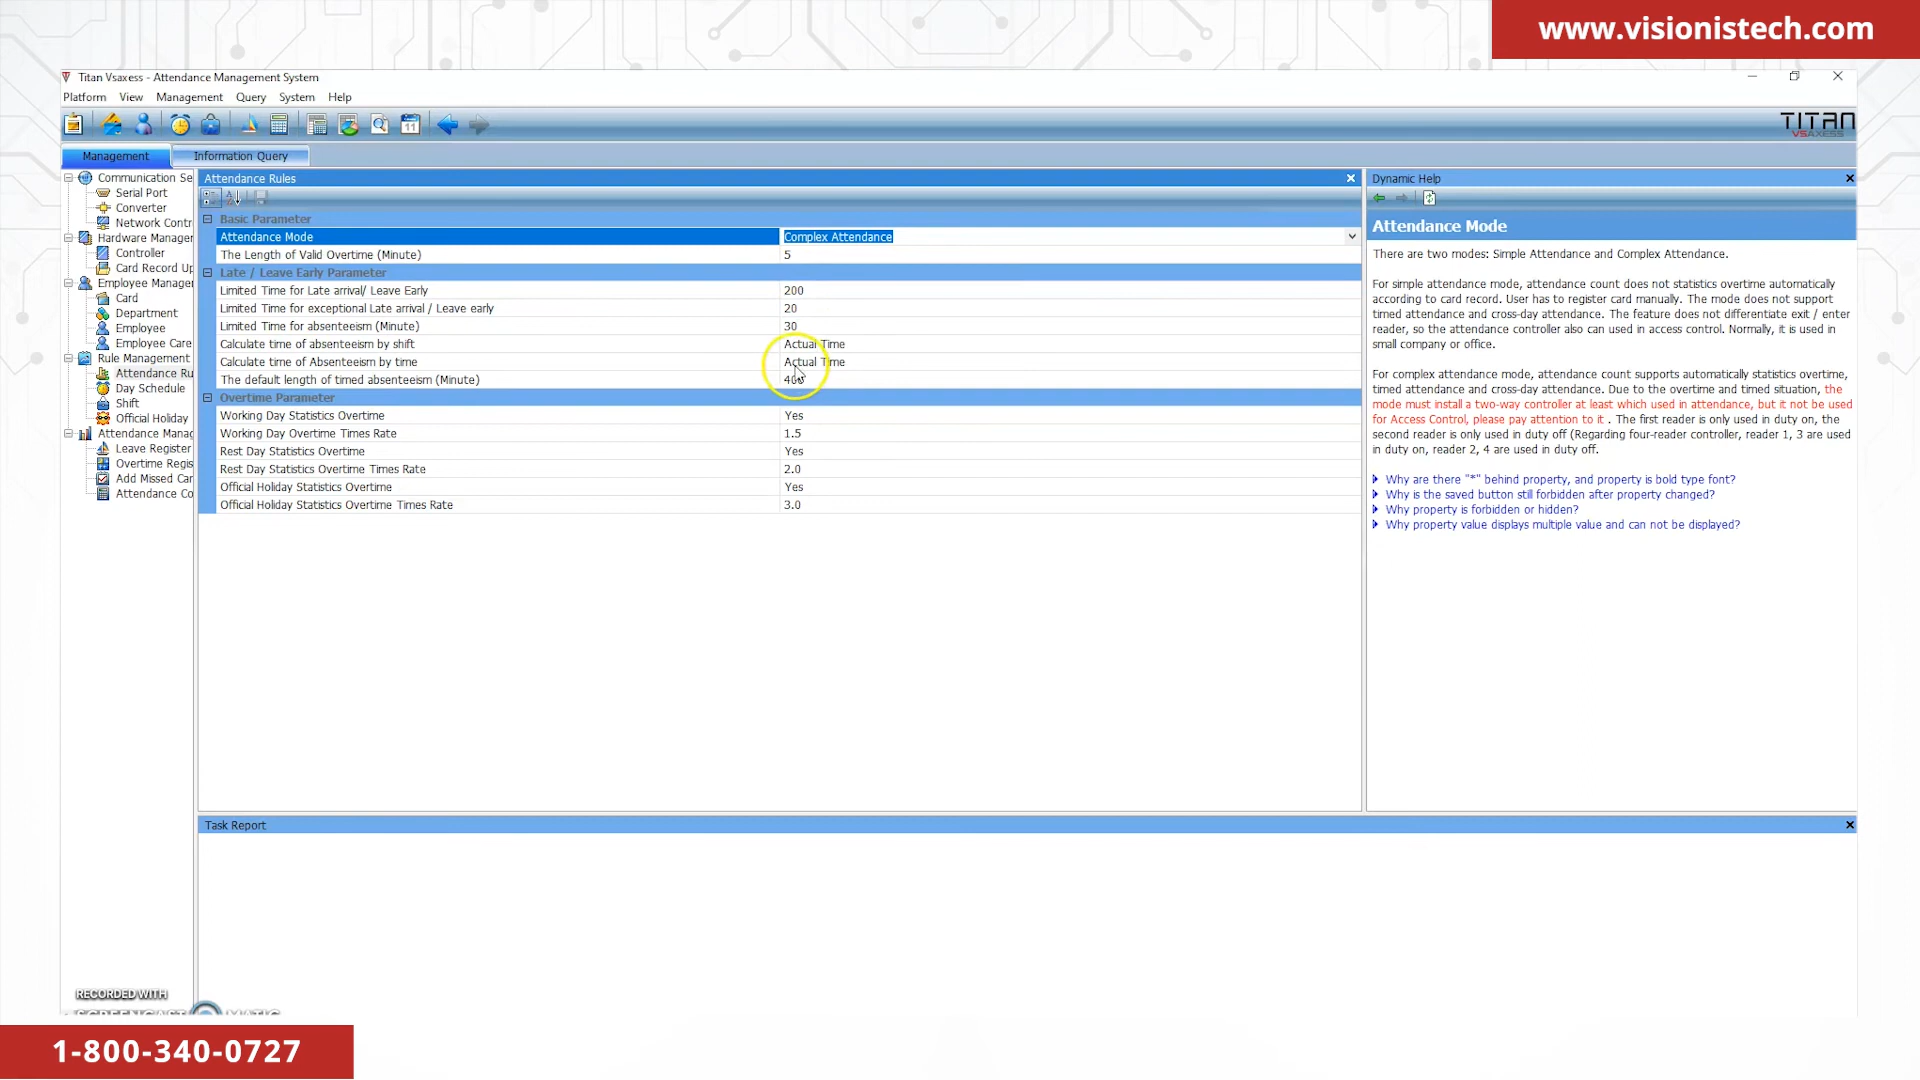 www.visionistech.com
Titan Vsaxess - Attendance Management System
Platform View Management Query System Help
11
TITAN
VSAXESS
Management Information Query
Communication Se
Serial Port
Converter
Network Contr
Hardware Manager
Controller
Card Record Up
Employee Manager
Card
Department
Employee
Employee Care
Rule Management
Attendance Ru
Day Schedule
Shift
Official Holiday
Attendance Manag
Leave Register
Overtime Regis
Add Missed Car
Attendance Co
Attendance Rules
Basic Parameter
Attendance Mode Complex Attendance
The Length of Valid Overtime (Minute) 5
Late / Leave Early Parameter
Limited Time for Late arrival/ Leave Early 200
Limited Time for exceptional Late arrival / Leave early 20
Limited Time for absenteeism (Minute) 30
Calculate time of absenteeism by shift Actual Time
Calculate time of Absenteeism by time Actual Time
The default length of timed absenteeism (Minute)
Overtime Parameter
Working Day Statistics Overtime Yes
Working Day Overtime Times Rate 1.5
Rest Day Statistics Overtime Yes
Rest Day Statistics Overtime Times Rate 2.0
Official Holiday Statistics Overtime Yes
Official Holiday Statistics Overtime Times Rate 3.0
Dynamic Help
Attendance Mode
There are two modes: Simple Attendance and Complex Attendance.
For simple attendance mode, attendance count does not statistics overtime automatically
according to card record. User has to register card manually. The mode does not support
timed attendance and cross-day attendance. The feature does not differentiate exit / enter
reader, so the attendance controller also can used in access control. Normally, it is used in
small company or office.
For complex attendance mode, attendance count supports automatically statistics overtime,
timed attendance and cross-day attendance. Due to the overtime and timed situation, the
mode must install a two-way controller at least which used in attendance, but it not be used
for Access Control, please pay attention to it . The first reader is only used in duty on, the
second reader is only used in duty off (Regarding four-reader controller, reader 1, 3 are used
in duty on, reader 2, 4 are used in duty off.
Why are there "*" behind property, and property is bold type font?
Why is the saved button still forbidden after property changed?
Why property is forbidden or hidden?
Why property value displays multiple value and can not be displayed?
Task Report
RECORDED WITH
1-800-340-0727